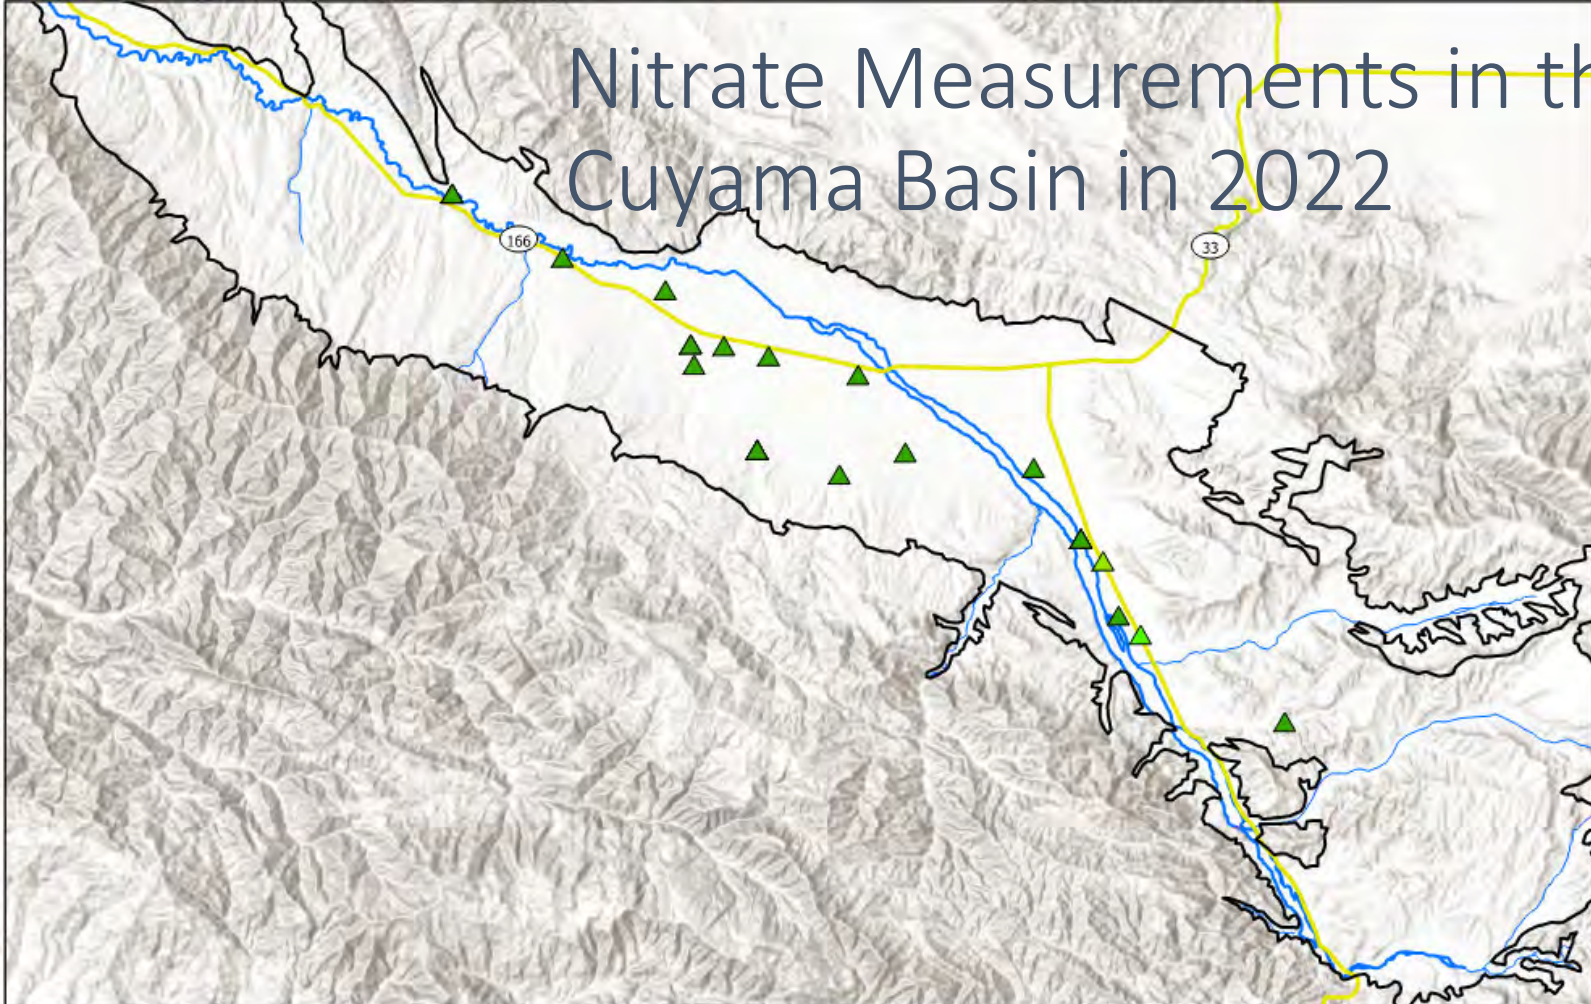 Nitrate Measurements in th
Cuyama Basin in 2022
166
33